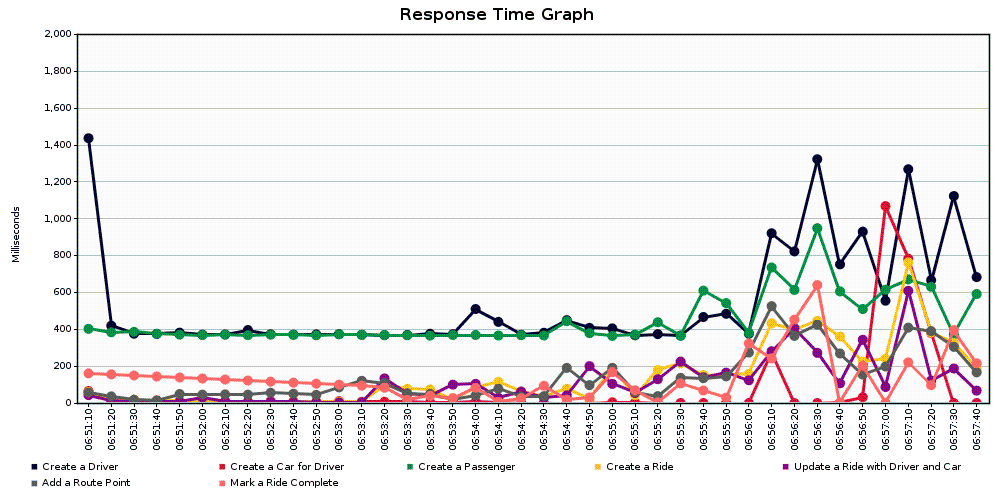 Response Time Graph
Milliseconds
2,000
1,800
1,600
1,400
1,200
1,000
800
600
400
200
0
06:51:10 06:51:20 06:51:30 06:51:40 06:51:50 06:52:00 06:52:10 06:52:20 06:52:30 06:52:40 06:52:50 06:53:00 06:53:10 06:53:20 06:53:30 06:53:40 06:53:50 06:54:00 06:54:10 06:54:20 06:54:30 06:54:40 06:54:50 06:55:00 06:55:10 06:55:20 06:55:30 06:55:40 06:55:50 06:56:00 06:56:10 06:56:20 06:56:30 06:56:40 06:56:50 06:57:00 06:57:10 06:57:20 06:57:30 06:57:40
Create a Driver Create a Car for Driver Create a Passenger Create a Ride Update a Ride with Driver and Car
Add a Route Point Mark a Ride Complete